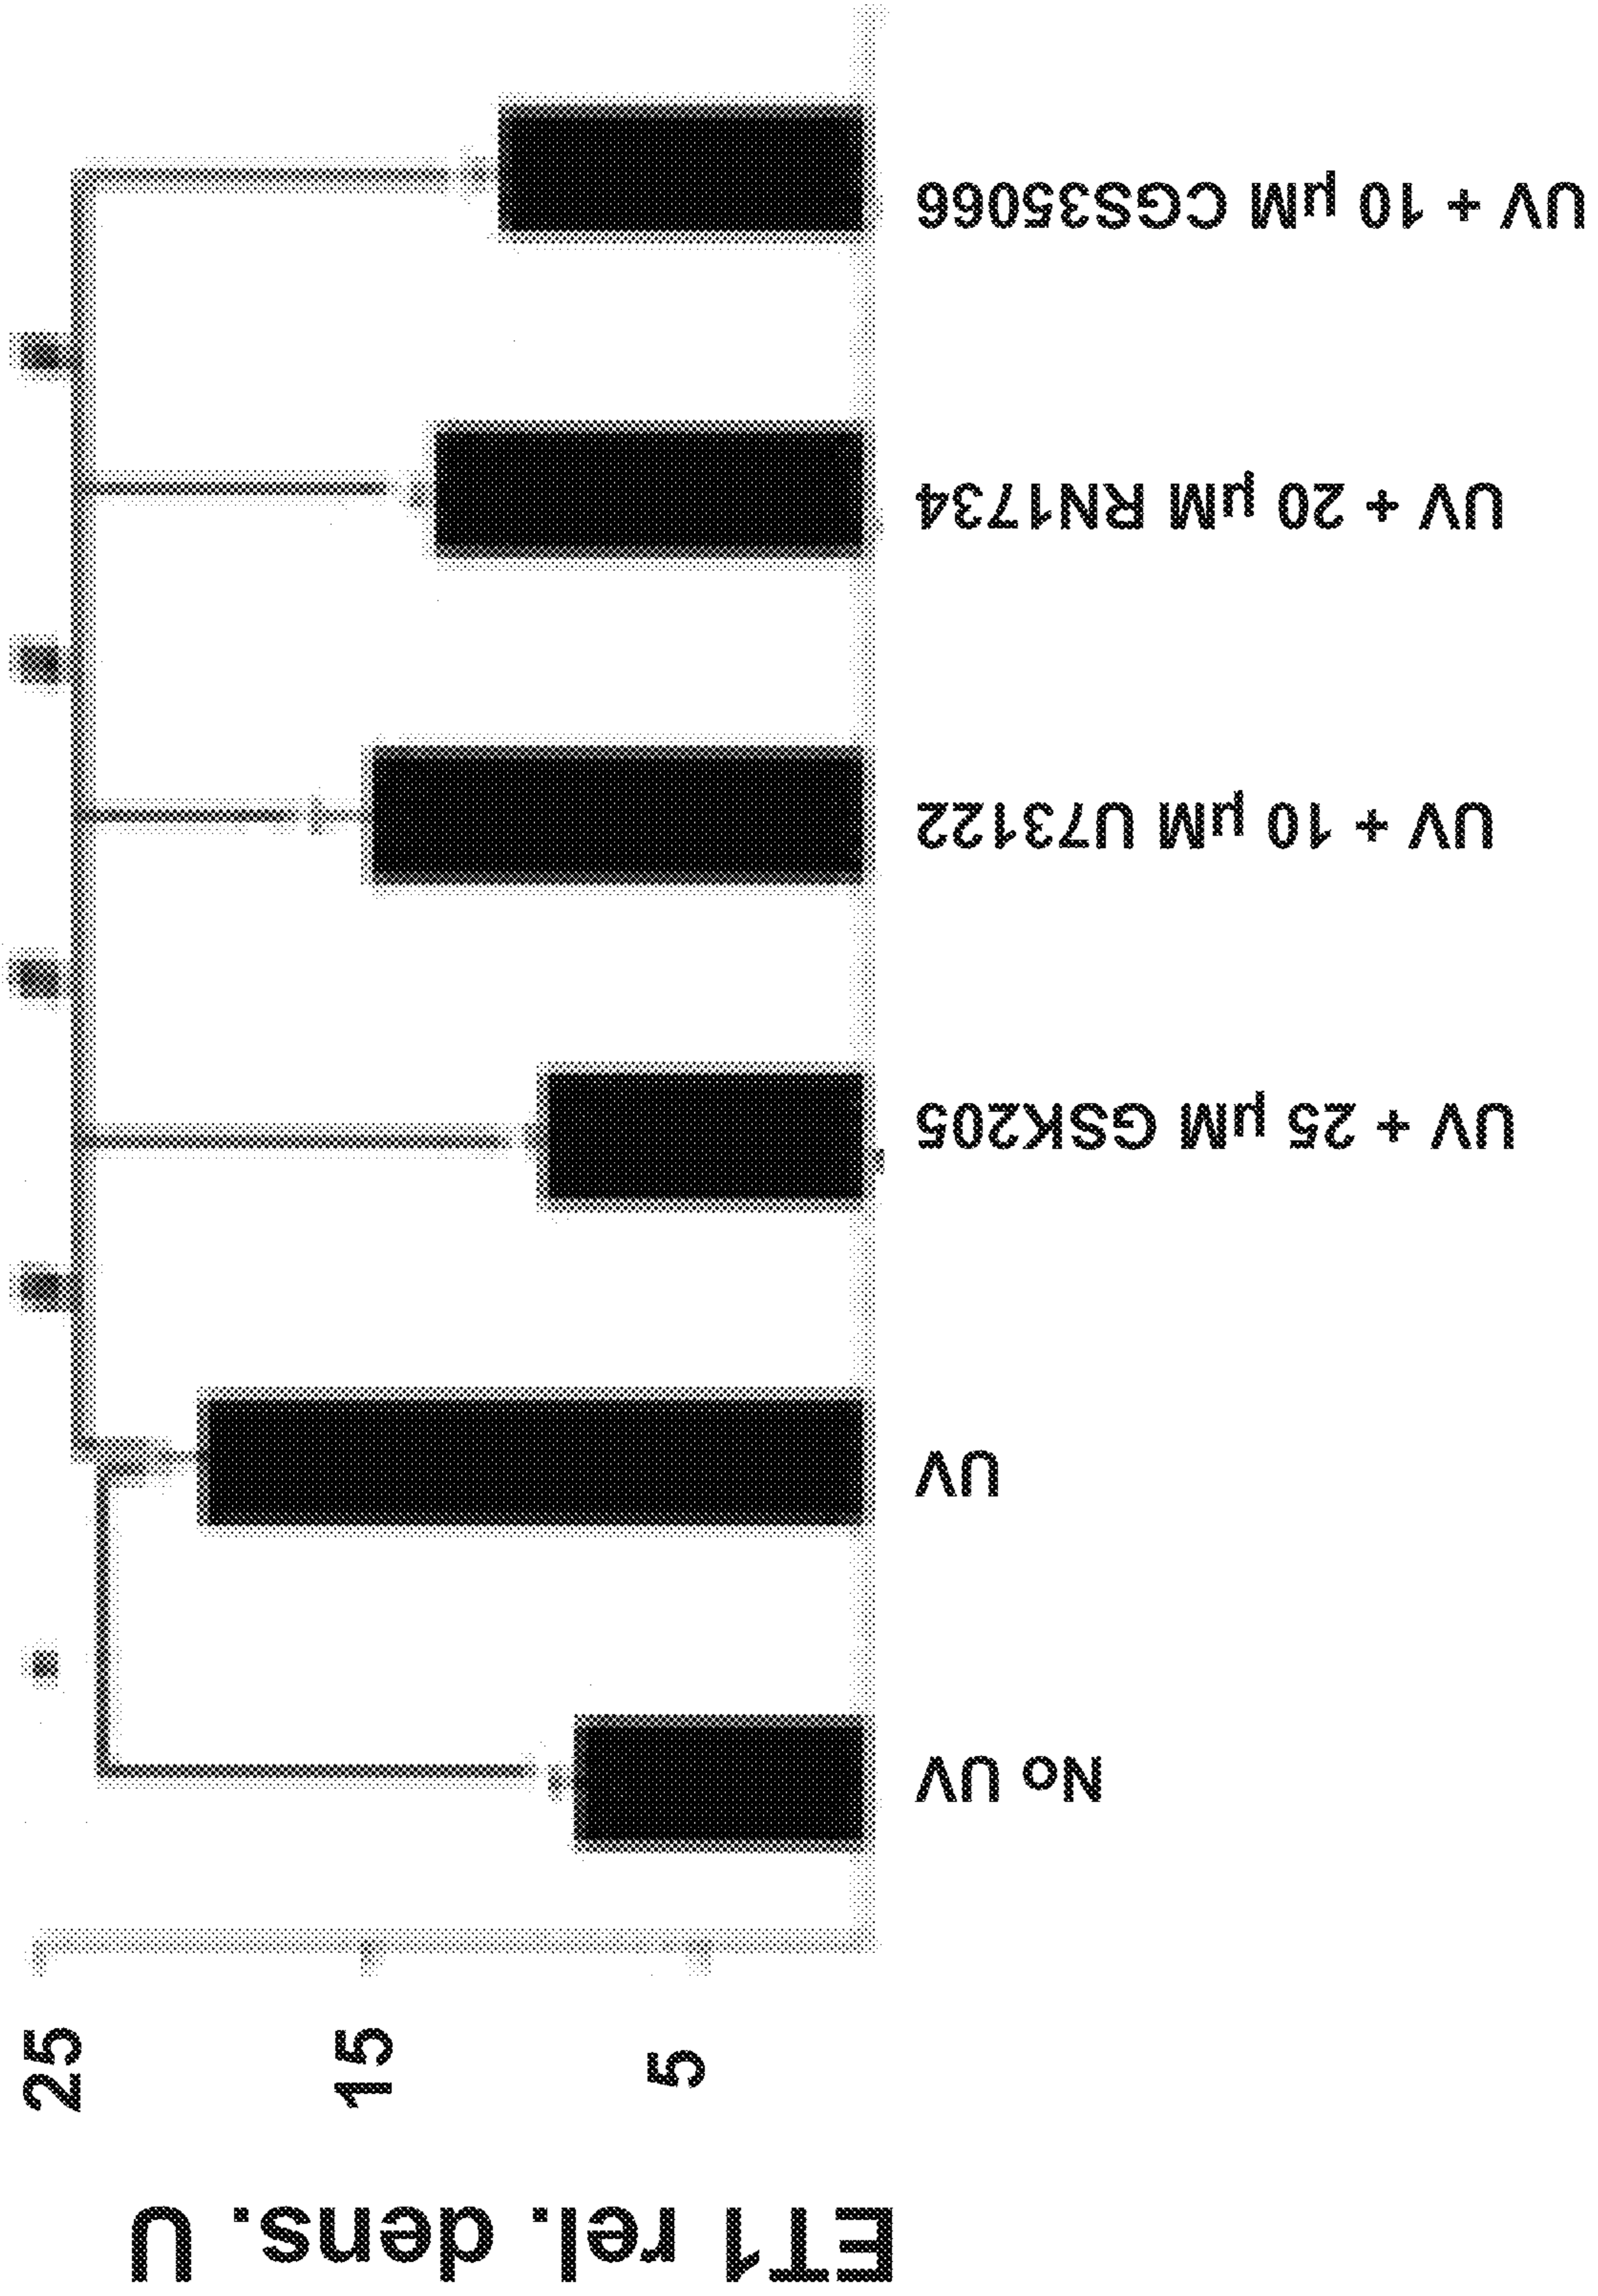 ET1 rel. dens. U
25
15
5
No UV
UV
UV + 25 µM GSK205
UV + 10 µM U73122
UV + 20 µM RN1734
UV + 10 µM CGS35066